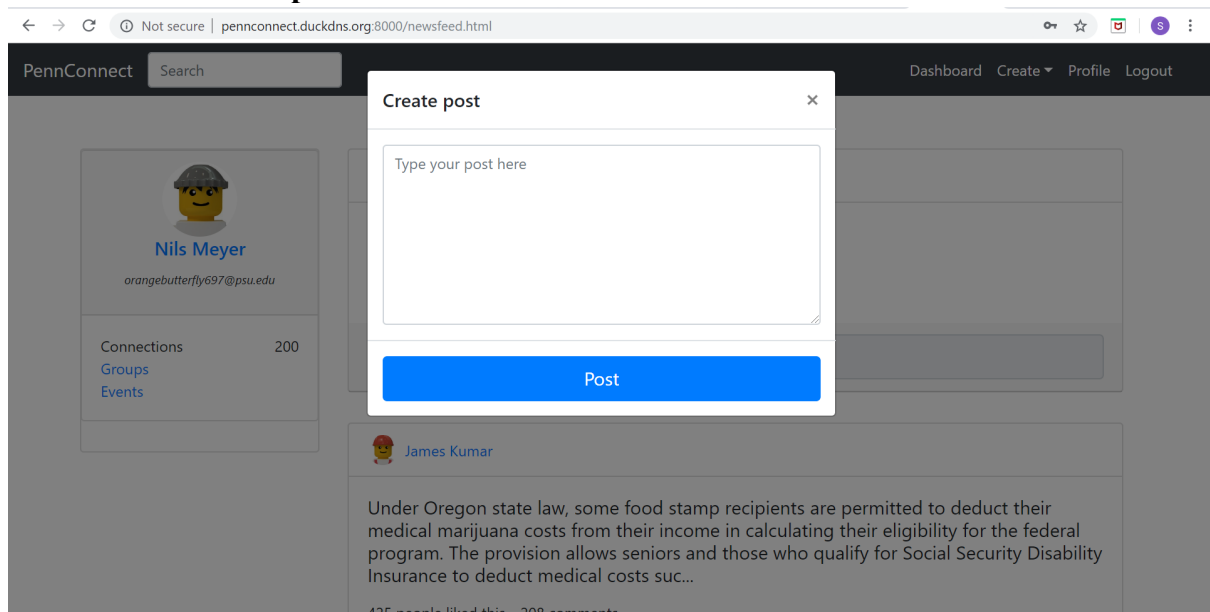 Not secure | pennconnect.duckdns.org:8000/newsfeed.html
S
PennConnect Search Dashboard Create Profile Logout
Create post ×
Type your post here
Post
Nils Meyer
orangebutterfly697@psu.edu
Connections 200
Groups
Events
James Kumar
Under Oregon state law, some food stamp recipients are permitted to deduct their
medical marijuana costs from their income in calculating their eligibility for the federal
program. The provision allows seniors and those who qualify for Social Security Disability
Insurance to deduct medical costs suc...